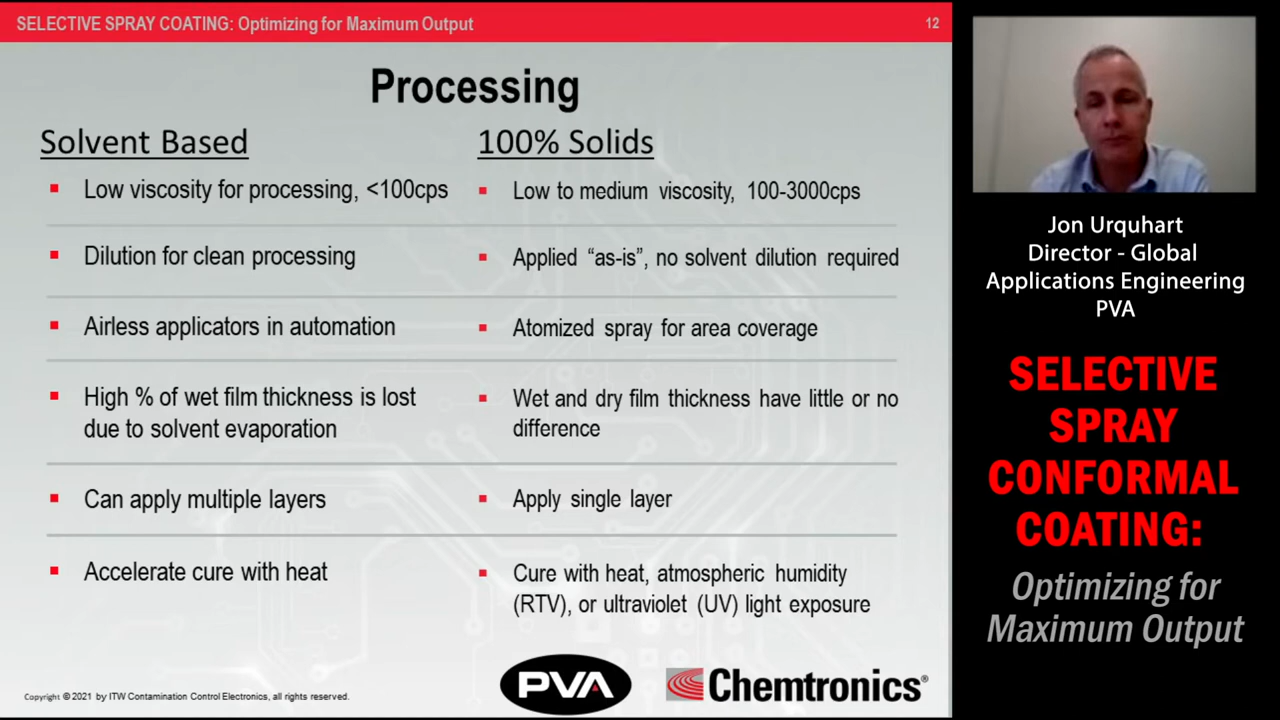 SELECTIVE SPRAY COATING: Optimizing for Maximum Output
12
Processing
Solvent Based
Low viscosity for processing, <100cps
Dilution for clean processing
Airless applicators in automation
High % of wet film thickness is lost
due to solvent evaporation
Can apply multiple layers
Accelerate cure with heat
100% Solids
Low to medium viscosity, 100-3000cps
Applied “as-is”, no solvent dilution required
Atomized spray for area coverage
Wet and dry film thickness have little or no
difference
Apply single layer
Cure with heat, atmospheric humidity
(RTV), or ultraviolet (UV) light exposure
Copyright © 2021 by ITW Contamination Control Electronics, all rights reserved.
PVA
Chemtronics®
Jon Urquhart
Director - Global
Applications Engineering
PVA
SELECTIVE
SPRAY
CONFORMAL
COATING:
Optimizing for
Maximum Output